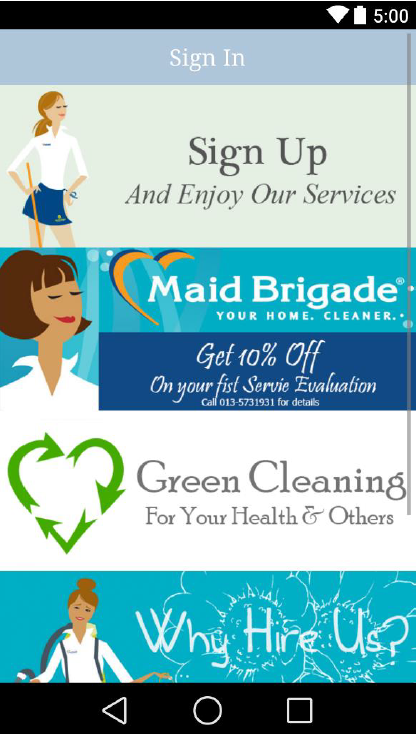 5:00
Sign In
Sign Up
And Enjoy Our Services
Maid Brigade®
YOUR HOME. CLEANER.
Get 10% Off
On your fist Servie Evaluation
Call 013-5731931 for details
Green Cleaning
For Your Health & Others
Why Hire Us?